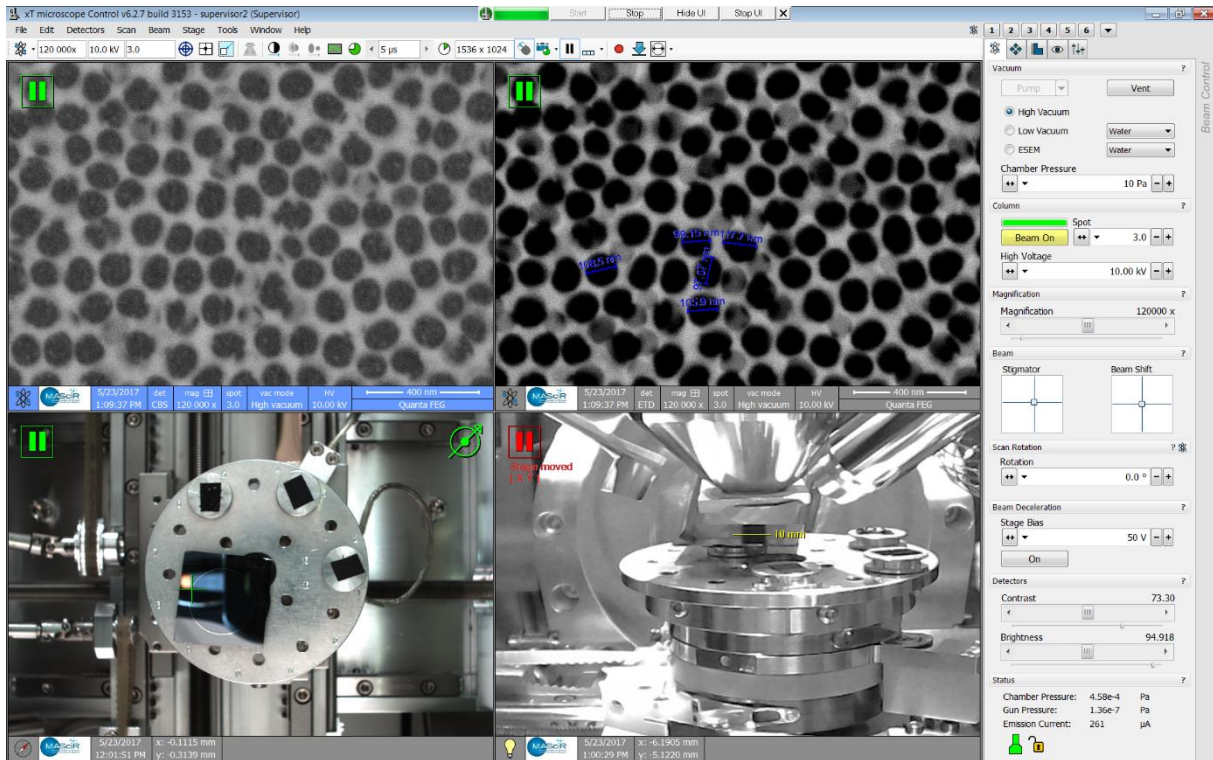 xT microscope Control v6.2.7 build 3153 - supervisor2 (Supervisor)
Start Stop Hide UI Stop UI X
File Edit Detectors Scan Beam Stage Tools Window Help
120 000x 10.0 kV 3.0 5 µs 1536 x 1024
1 2 3 4 5 6
Beam Control
108.5 nm
105.9 nm
5/23/2017 det mag spot vac mode HV 400 nm
MAScIR 1:09:37 PM CBS 120 000 x 3.0 High vacuum 10.00 kV Quanta FEG
5/23/2017 det mag spot vac mode HV 400 nm
MAScIR 1:09:37 PM ETD 120 000 x 3.0 High vacuum 10.00 kV Quanta FEG
Stage moved
[ X Y ]
10 mm
5/23/2017 x: -0.1115 mm
MAScIR 12:01:51 PM y: -0.3139 mm
5/23/2017 x: -6.1905 mm
MAScIR 1:00:29 PM y: -5.1220 mm
Vacuum ?
Pump Vent
High Vacuum
Low Vacuum Water
ESEM Water
Chamber Pressure
10 Pa - +
Column ?
Spot
Beam On 3.0 - +
High Voltage
10.00 kV - +
Magnification ?
Magnification 120000 x
Beam ?
Stigmator Beam Shift
Scan Rotation ?
Rotation
0.0 ° - +
Beam Deceleration ?
Stage Bias
50 V - +
On
Detectors ?
Contrast 73.30
Brightness 94.918
Status ?
Chamber Pressure: 4.58e-4 Pa
Gun Pressure: 1.36e-7 Pa
Emission Current: 261 µA